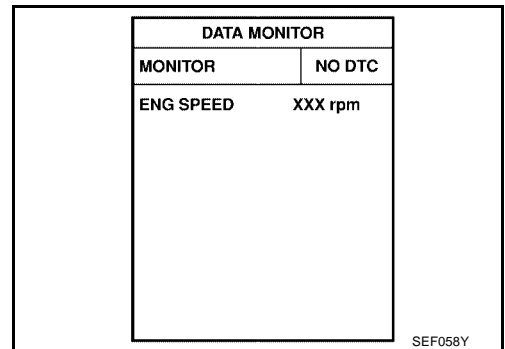 DATA MONITOR
MONITOR NO DTC
ENG SPEED XXX rpm
SEF058Y